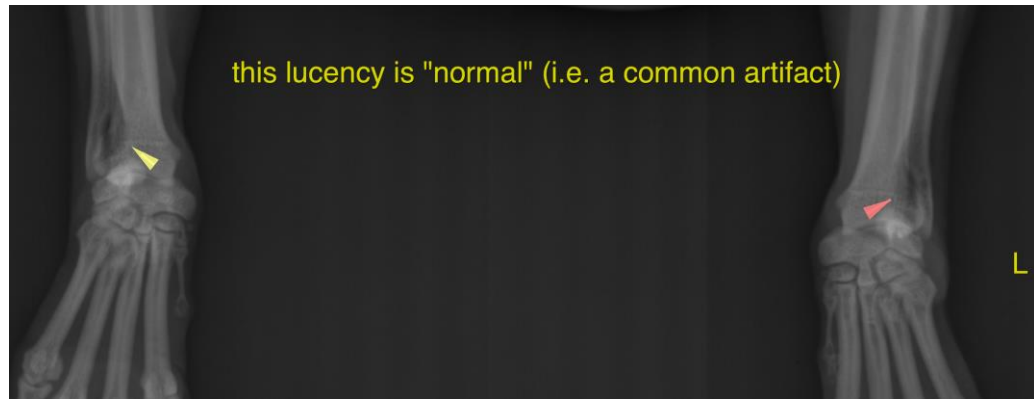 this lucency is "normal" (i.e. a common artifact)
L